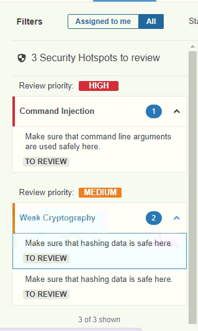 Filters
Assigned to me
All
Sta
3 Security Hotspots to review
Review priority: HIGH
Command Injection 1
Make sure that command line arguments
are used safely here.
TO REVIEW
Review priority: MEDIUM
Weak Cryptography 2
Make sure that hashing data is safe here.
TO REVIEW
Make sure that hashing data is safe here.
TO REVIEW
3 of 3 shown